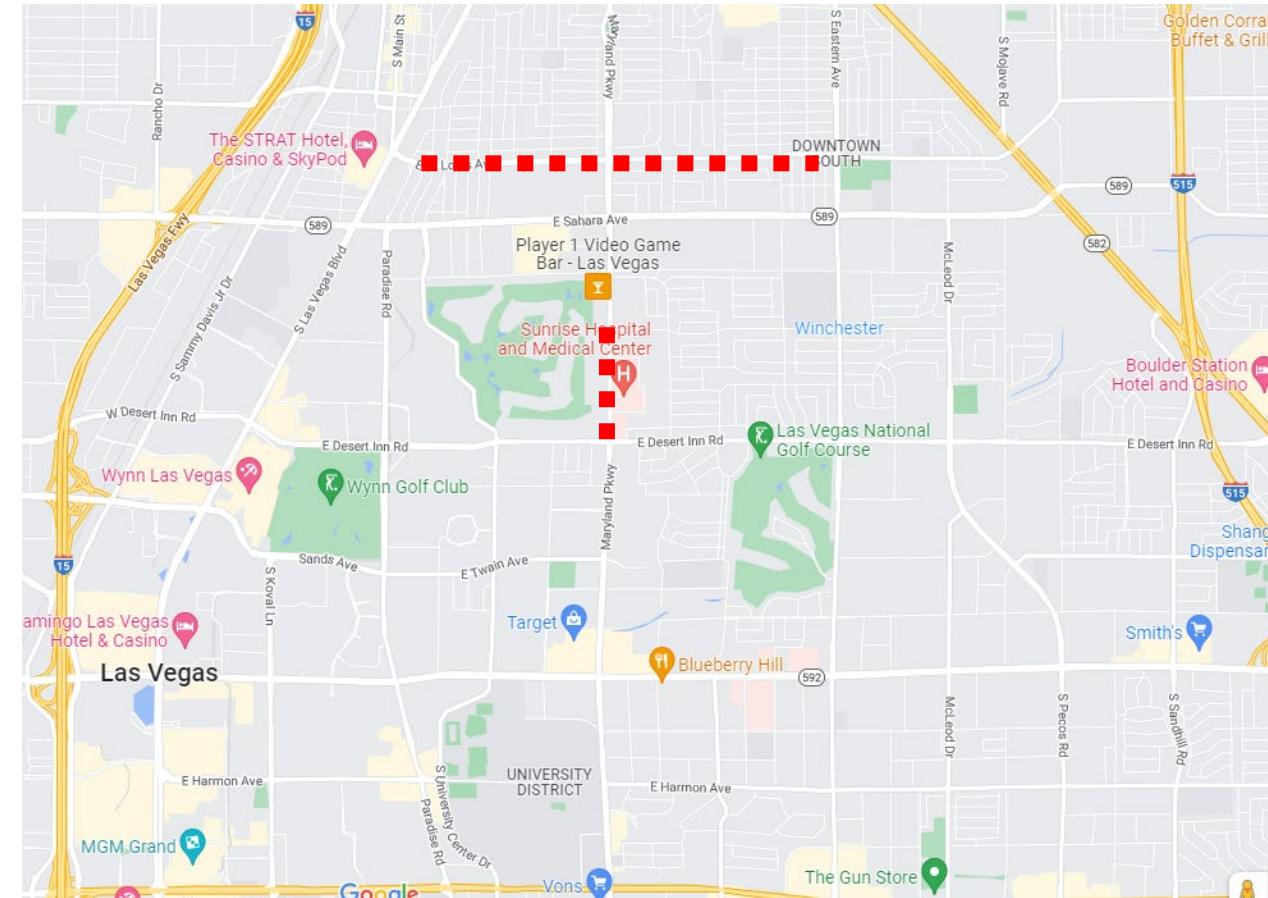 15
S Main St
Maryland Pkwy
S Eastern Ave
S Mojave Rd
Golden Corra
Buffet & Grill
Rancho Dr
The STRAT Hotel,
Casino & SkyPod
DOWNTOWN
SOUTH
589
515
E Sahara Ave
589
589
582
Las Vegas Fwy
S Las Vegas Blvd
Paradise Rd
Player 1 Video Game
Bar - Las Vegas
McLeod Dr
S Sammy Davis Jr Dr
Sunrise Hospital
and Medical Center
H
Winchester
Boulder Station
Hotel and Casino
W Desert Inn Rd
E Desert Inn Rd
E Desert Inn Rd
Las Vegas National
Golf Course
E Desert Inn Rd
Wynn Las Vegas
Wynn Golf Club
Maryland Pkwy
515
Shang
Dispensar
15
Sands Ave
E Twain Ave
S Koval Ln
amingo Las Vegas
Hotel & Casino
Target
Smith's
Las Vegas
Blueberry Hill
592
McLeod Dr
S Pecos Rd
S Sandhill Rd
E Harmon Ave
S University Center Dr
Paradise Rd
UNIVERSITY
DISTRICT
E Harmon Ave
MGM Grand
Google
Vons
The Gun Store